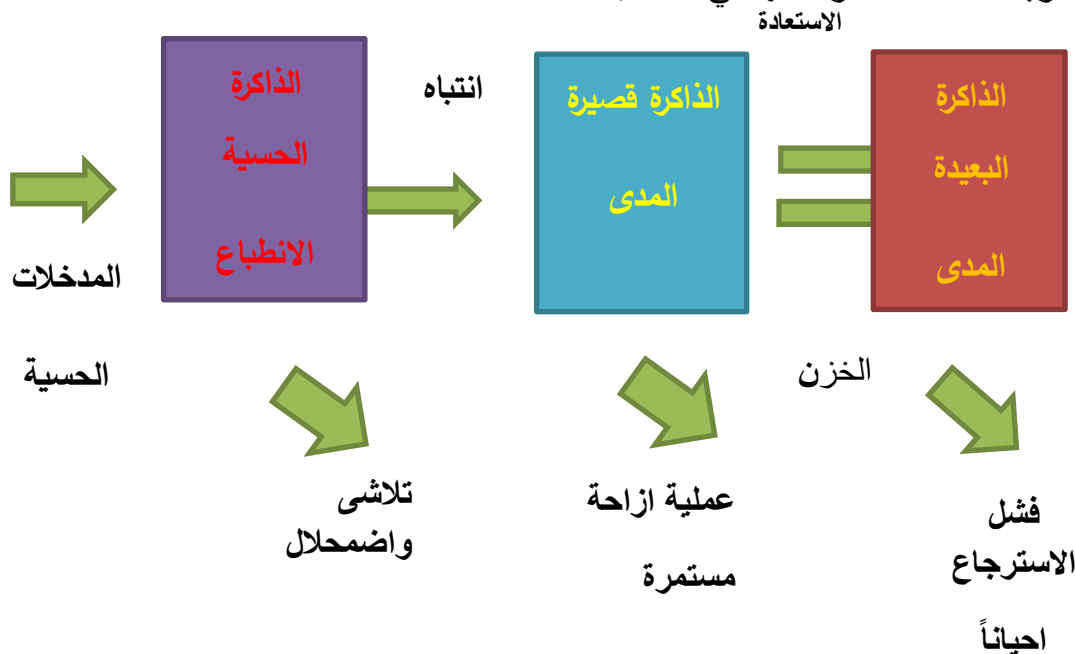 الاستعادة
الذاكرة
الحسية
الانطباع
انتباه
الذاكرة قصيرة
المدى
الذاكرة
البعيدة
المدى
المدخلات
الحسية
الخزن
تلاشى
واضمحلال
عملية ازاحة
مستمرة
فشل
الاسترجاع
احياناً